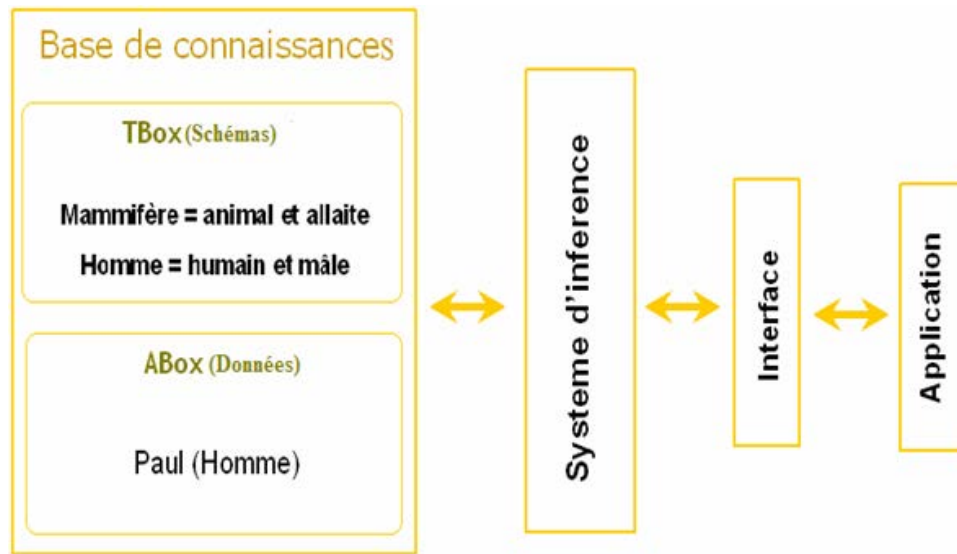 Base de connaissances
TBox (Schémas)
Mammifère = animal et allaite
Homme = humain et mâle
ABox (Données)
Paul (Homme)
Systeme d'inference
Interface
Application